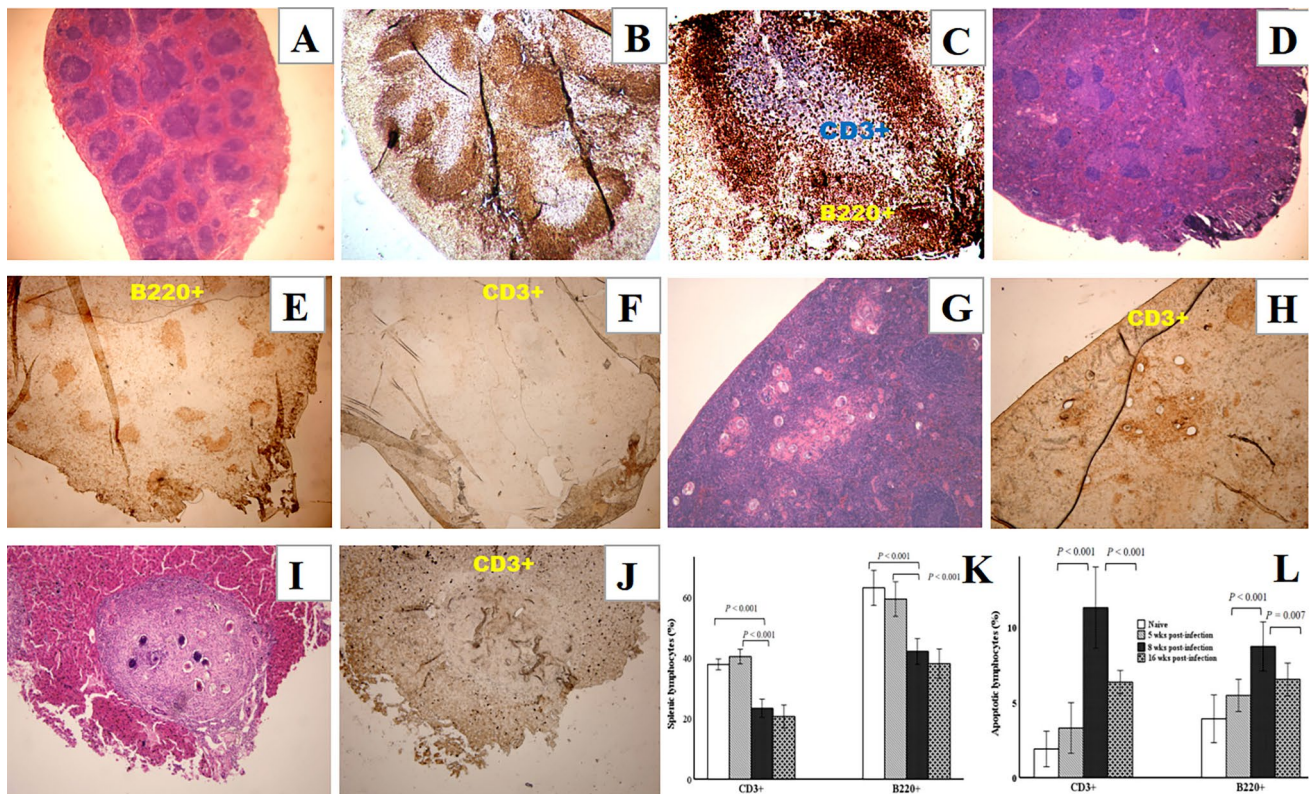 A
B
C
CD3+
B220+
D
B220+
E
CD3+
F
G
CD3+
H
I
CD3+
J
K
P < 0.001
P < 0.001
P < 0.001
P < 0.001
Splenic lymphocytes (%)
60
40
20
0
CD3+
B220+
L
P < 0.001
P < 0.001
P < 0.001
P = 0.007
Naive
5 wks post-infection
8 wks post-infection
16 wks post-infection
Apoptotic lymphocytes (%)
10
5
0
CD3+
B220+